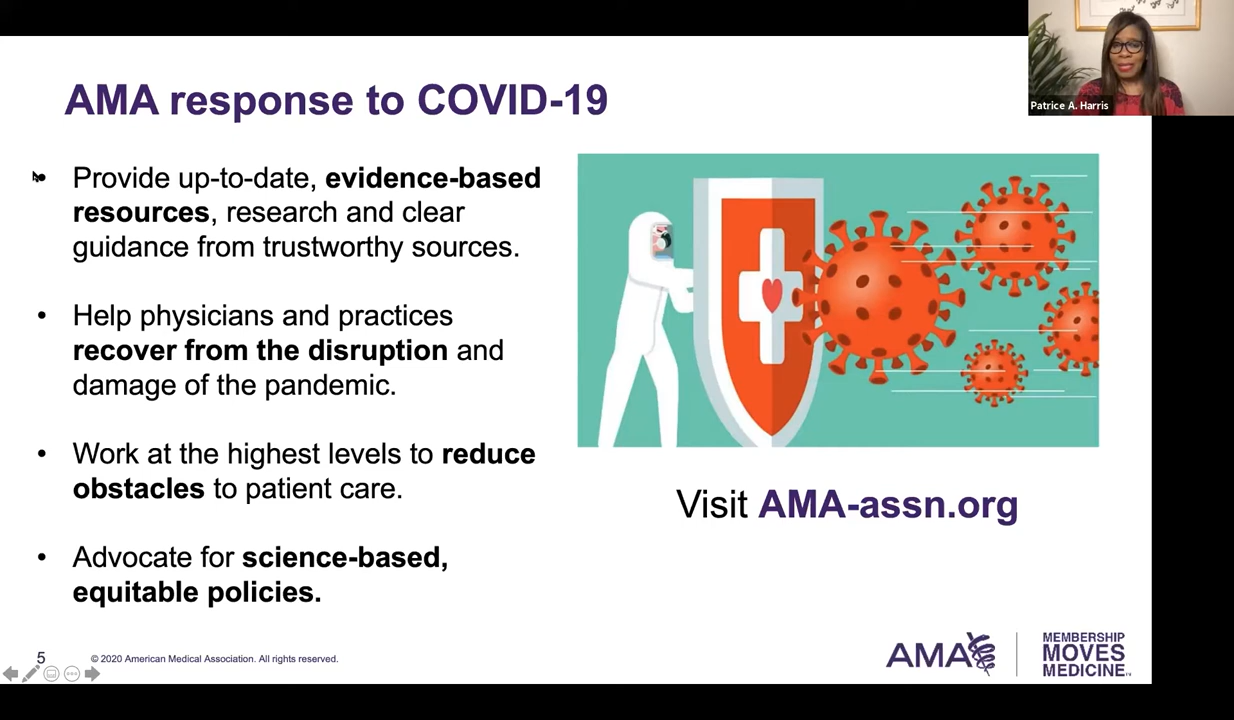 AMA response to COVID-19
Patrice A. Harris
• Provide up-to-date, evidence-based
resources, research and clear
guidance from trustworthy sources.
• Help physicians and practices
recover from the disruption and
damage of the pandemic.
• Work at the highest levels to reduce
obstacles to patient care.
• Advocate for science-based,
equitable policies.
Visit AMA-assn.org
5
© 2020 American Medical Association. All rights reserved.
AMA
MEMBERSHIP
MOVES
MEDICINE™